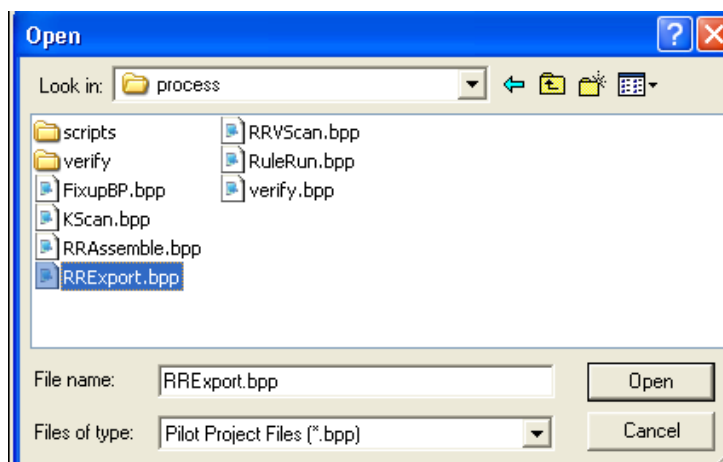 Open
Look in: process
scripts RRVScan.bpp
verify RuleRun.bpp
FixupBP.bpp verify.bpp
KScan.bpp
RRAssemble.bpp
RRExport.bpp
File name: RRExport.bpp Open
Files of type: Pilot Project Files (*.bpp) Cancel